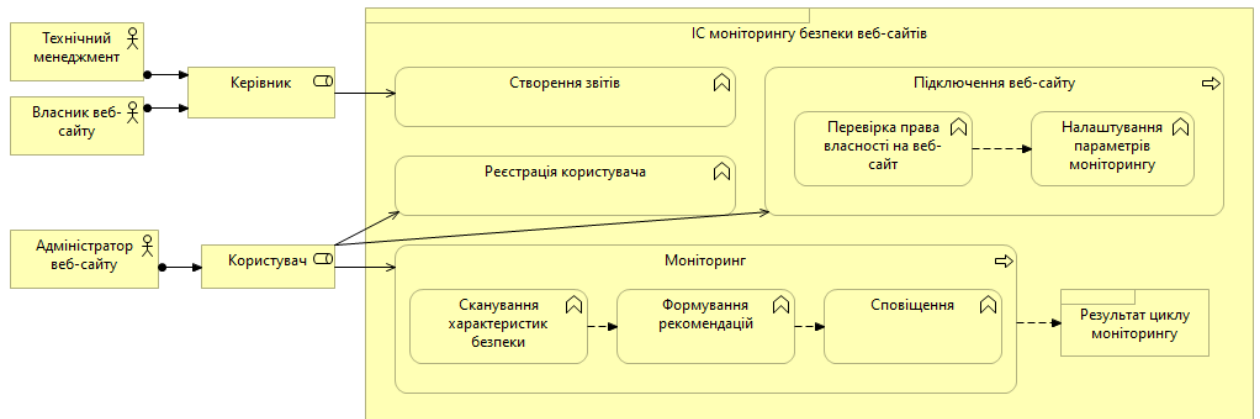 Технічний
менеджмент
Власник веб-
сайту
Керівник
Адміністратор
веб-сайту
Користувач
ІС моніторингу безпеки веб-сайтів
Створення звітів
Реєстрація користувача
Підключення веб-сайту
Перевірка права
власності на веб-
сайт
Налаштування
параметрів
моніторингу
Моніторинг
Сканування
характеристик
безпеки
Формування
рекомендацій
Сповіщення
Результат циклу
моніторингу